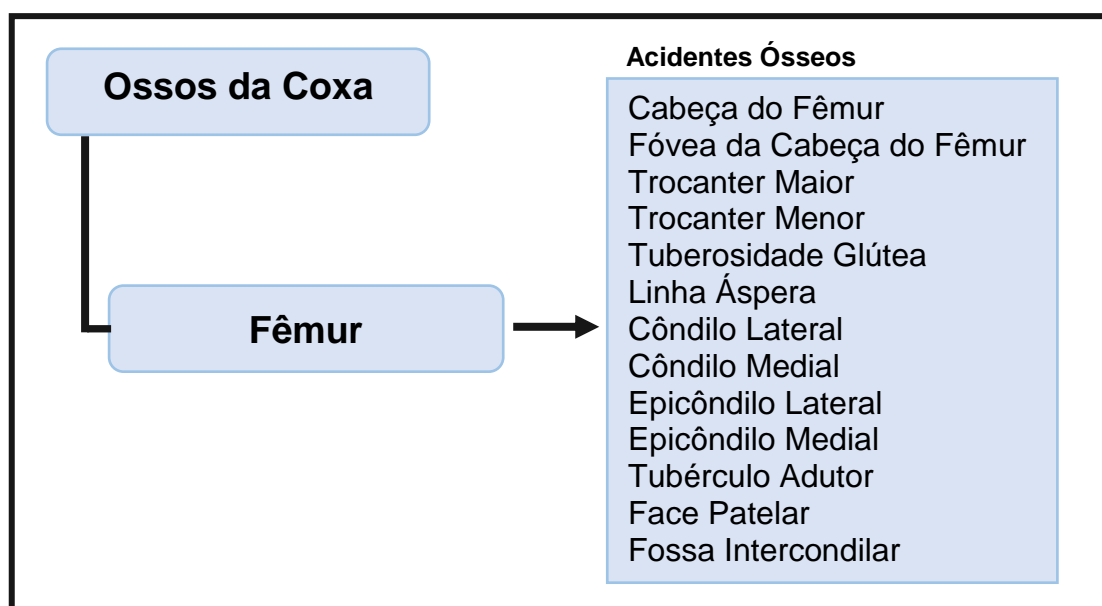 Ossos da Coxa
Fêmur
Acidentes Ósseos
Cabeça do Fêmur
Fóvea da Cabeça do Fêmur
Trocanter Maior
Trocanter Menor
Tuberosidade Glútea
Linha Áspera
Côndilo Lateral
Côndilo Medial
Epicôndilo Lateral
Epicôndilo Medial
Tubérculo Adutor
Face Patelar
Fossa Intercondilar